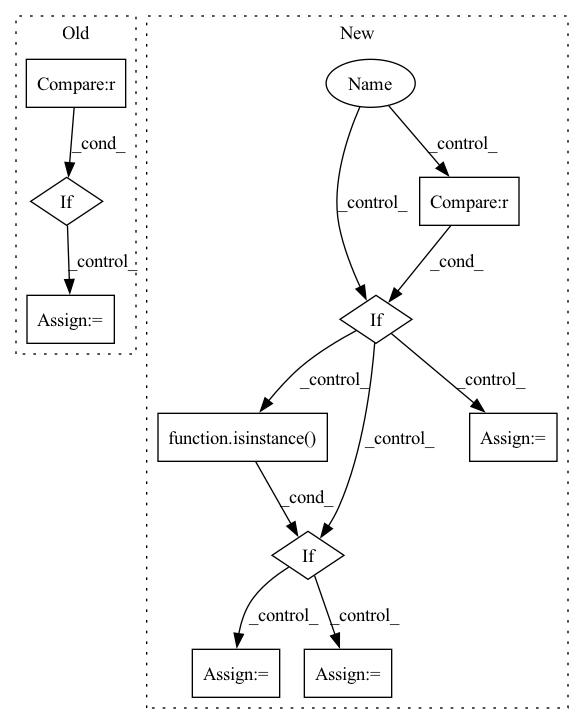 Old
New
Compare:r
Name
_cond_
_control_
If
_control_
Compare:r
_control_
_cond_
Assign:=
If
_control_
_control_
function.isinstance()
_control_
Assign:=
_cond_
If
_control_
_control_
Assign:=
Assign:=